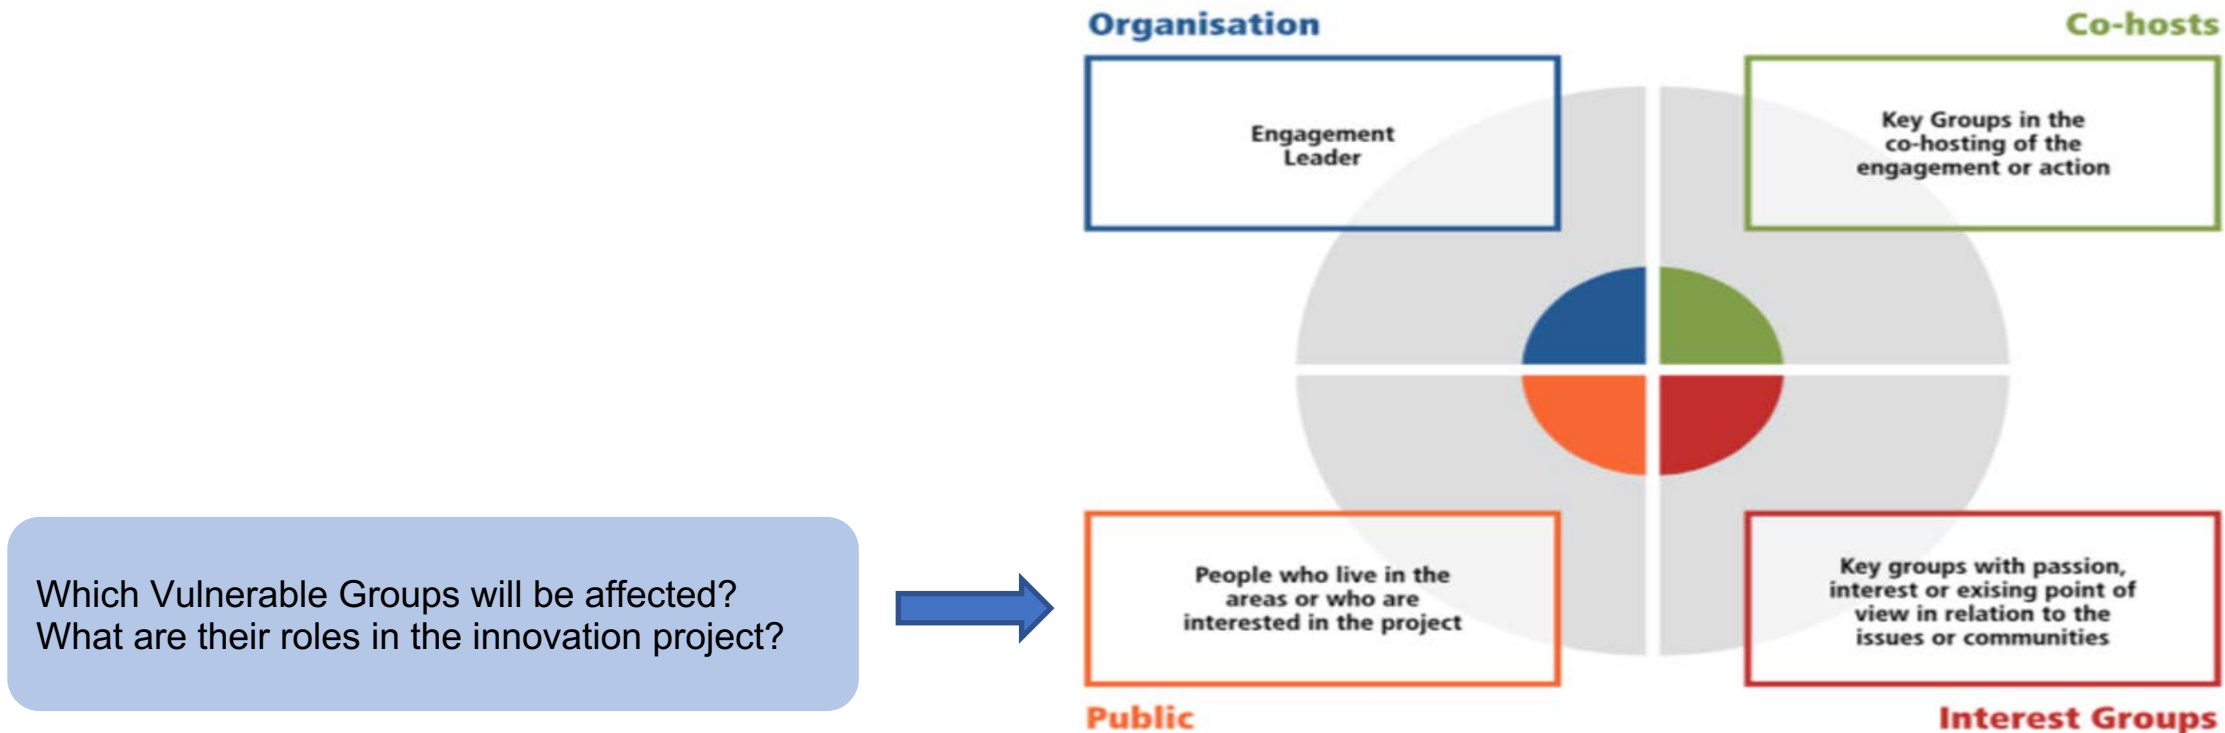 Organisation
Co-hosts
Engagement
Leader
Key Groups in the
co-hosting of the
engagement or action
Which Vulnerable Groups will be affected?
What are their roles in the innovation project?
People who live in the
areas or who are
interested in the project
Key groups with passion,
interest or exising point of
view in relation to the
issues or communities
Public
Interest Groups